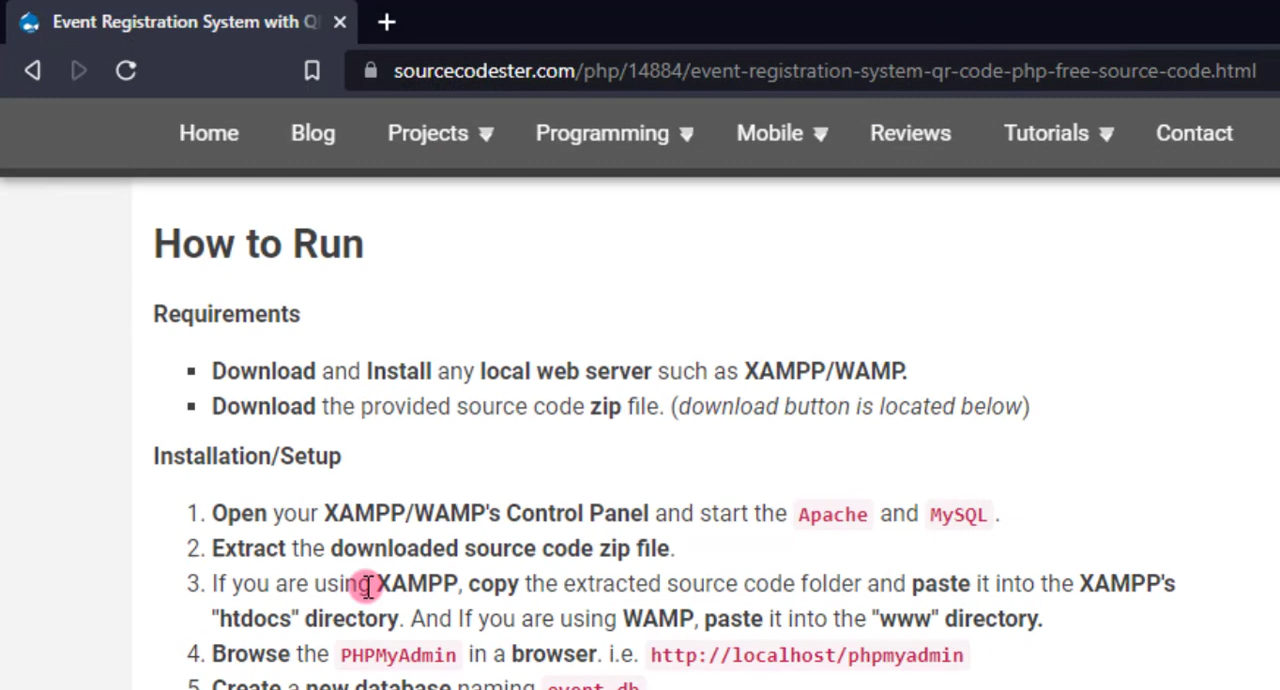 Event Registration System with Q
sourcecodester.com/php/14884/event-registration-system-qr-code-php-free-source-code.html
Home Blog Projects Programming Mobile Reviews Tutorials Contact
How to Run
Requirements
Download and Install any local web server such as XAMPP/WAMP.
Download the provided source code zip file. (download button is located below)
Installation/Setup
1. Open your XAMPP/WAMP's Control Panel and start the Apache and MySQL.
2. Extract the downloaded source code zip file.
3. If you are using XAMPP, copy the extracted source code folder and paste it into the XAMPP's
"htdocs" directory. And If you are using WAMP, paste it into the "www" directory.
4. Browse the PHPMyAdmin in a browser. i.e. http://localhost/phpmyadmin
5. Create a new database naming event_db.